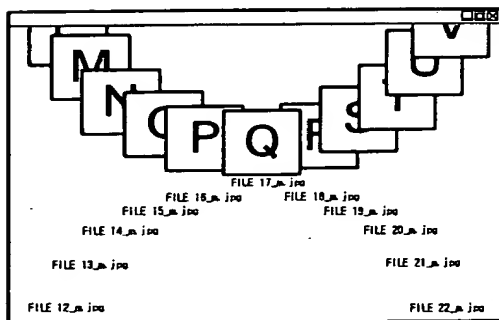 M
N
P
Q
S
U
FILE 17_m.jpg
FILE 16_m.jpg
FILE 18_m.jpg
FILE 15_m.jpg
FILE 19_m.jpg
FILE 14_m.jpg
FILE 20_m.jpg
FILE 13_m.jpg
FILE 21_m.jpg
FILE 12_m.jpg
FILE 22_m.jpg